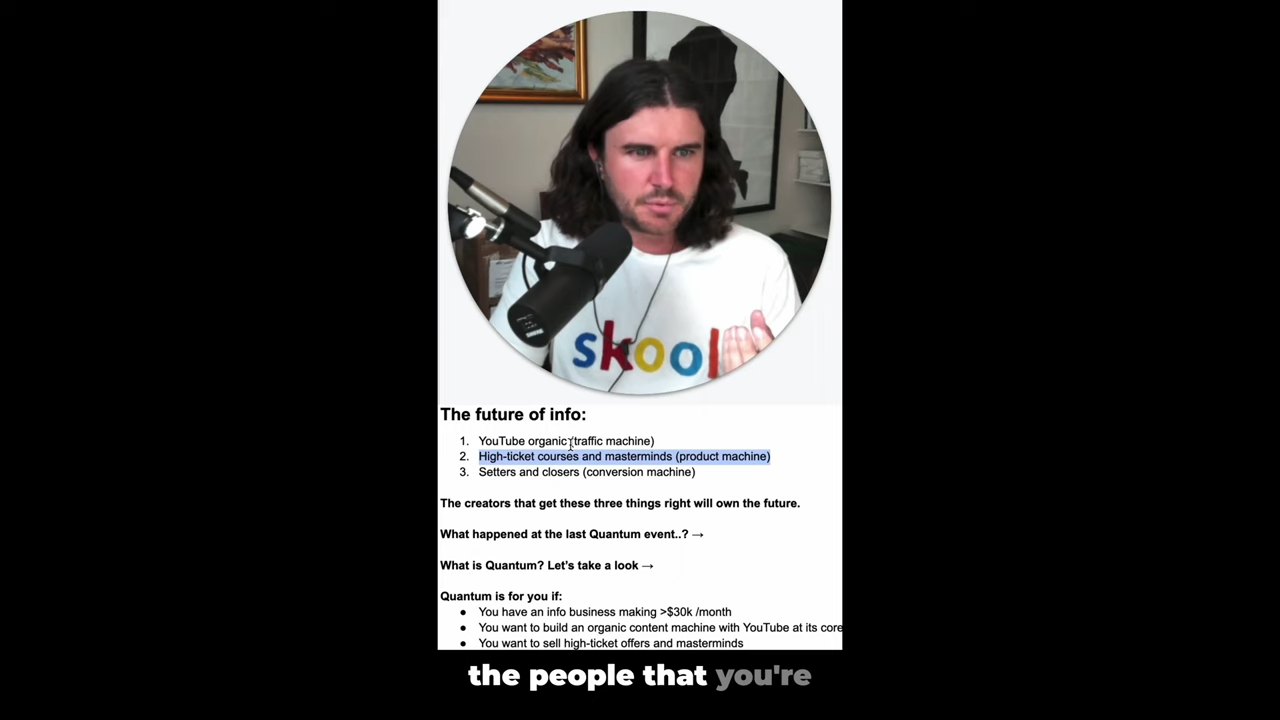 skool
The future of info:
1. YouTube organic (traffic machine)
2. High-ticket courses and masterminds (product machine)
3. Setters and closers (conversion machine)
The creators that get these three things right will own the future.
What happened at the last Quantum event..? →
What is Quantum? Let's take a look →
Quantum is for you if:
● You have an info business making >$30k /month
● You want to build an organic content machine with YouTube at its core
● You want to sell high-ticket offers and masterminds
the people that you're